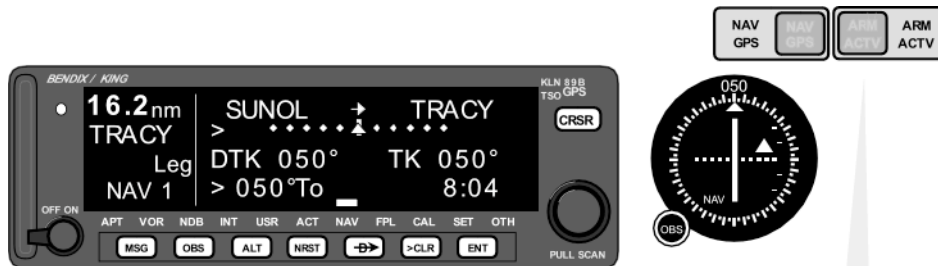 NAV NAV ARM ARM
GPS GPS ACTV ACTV
BENDIX / KING
KLN 89B
TSO GPS
16.2nm
TRACY
Leg
NAV 1
SUNOL TRACY
>
DTK 050° TK 050°
> 050°To 8:04
CRSR
OFF ON
APT VOR NDB INT USR ACT NAV FPL CAL SET OTH
MSG OBS ALT NRST D >CLR ENT
PULL SCAN
050
NAV
OBS